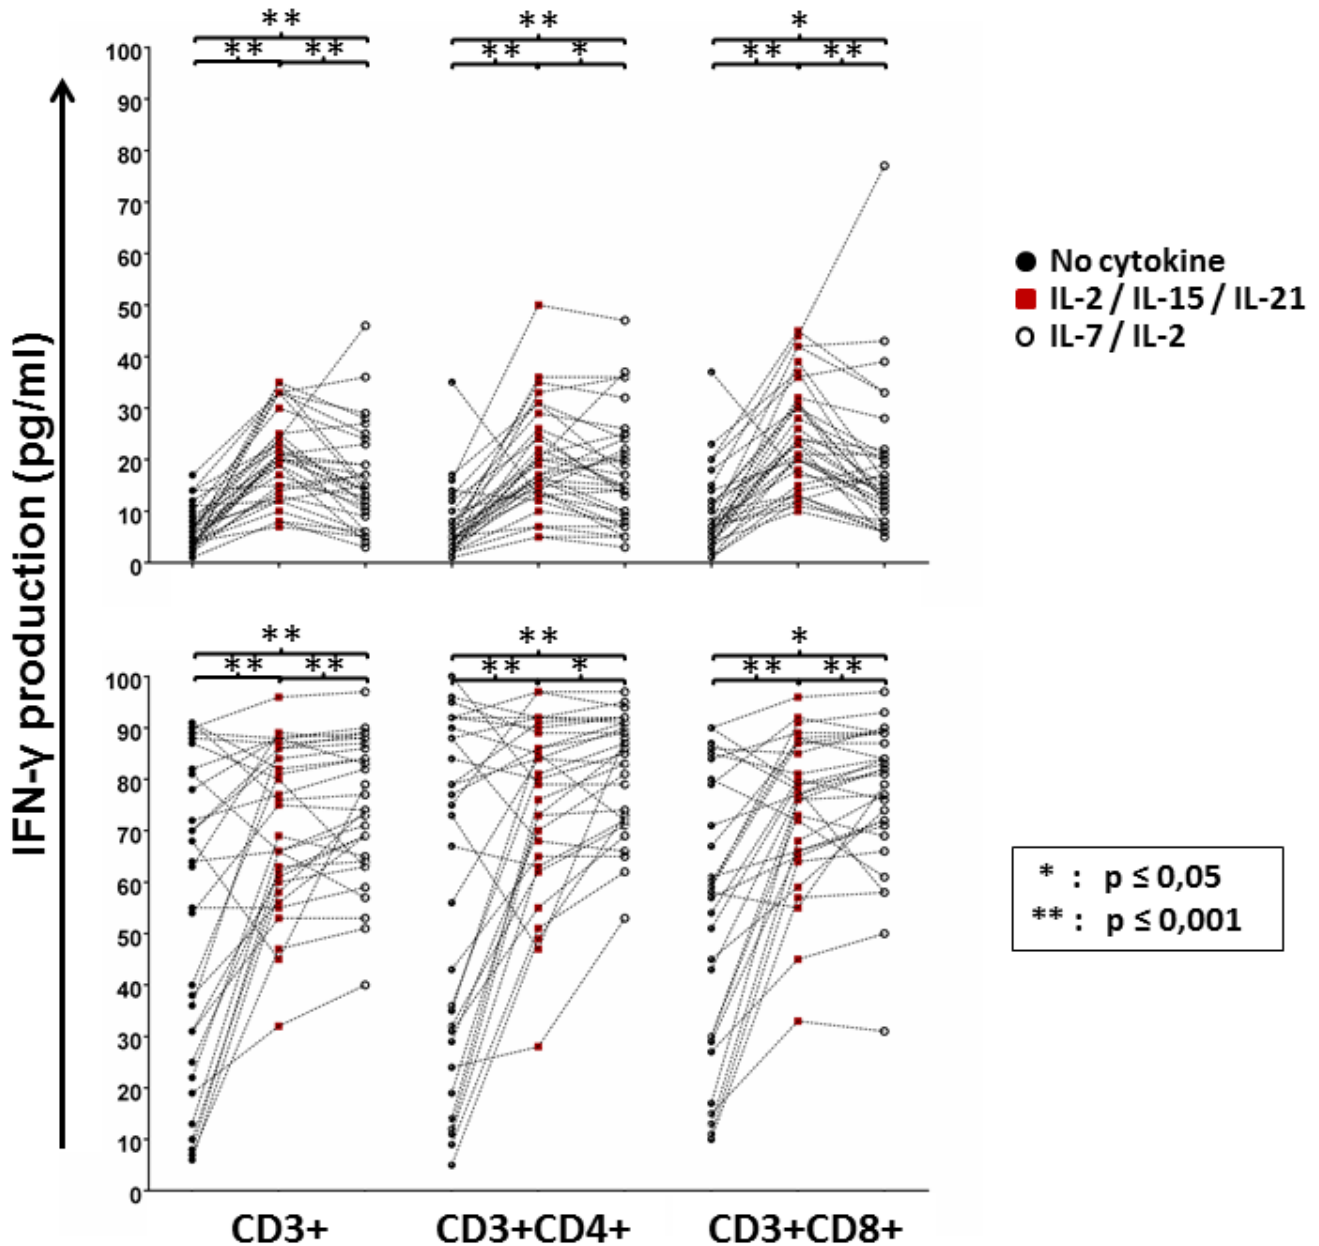 IFN-γ production (pg/ml)
** ** *
** ** ** * ** **
100
90
80
70
60
50
40
30
20
10
0
No cytokine
IL-2 / IL-15 / IL-21
IL-7 / IL-2
** ** *
** ** ** * ** **
100
90
80
70
60
50
40
30
20
10
0
* : p ≤ 0,05
** : p ≤ 0,001
CD3+ CD3+CD4+ CD3+CD8+